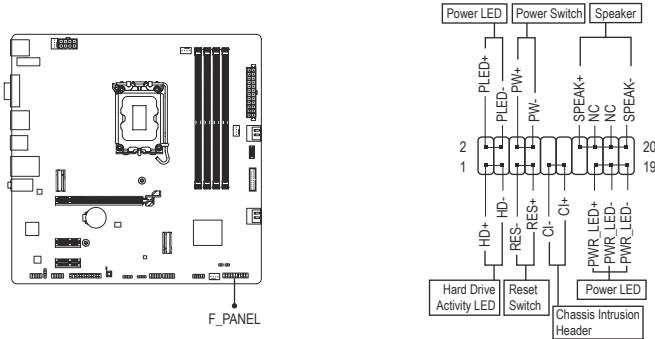 F_PANEL
Power LED
Power Switch
Speaker
PLED+
PLED-
PW+
PW-
SPEAK+
NC
NC
SPEAK-
2
20
1
19
HD+
HD-
RES-
RES+
CI-
CI+
PWR_LED+
PWR_LED-
PWR_LED-
Hard Drive
Activity LED
Reset
Switch
Power LED
Chassis Intrusion
Header